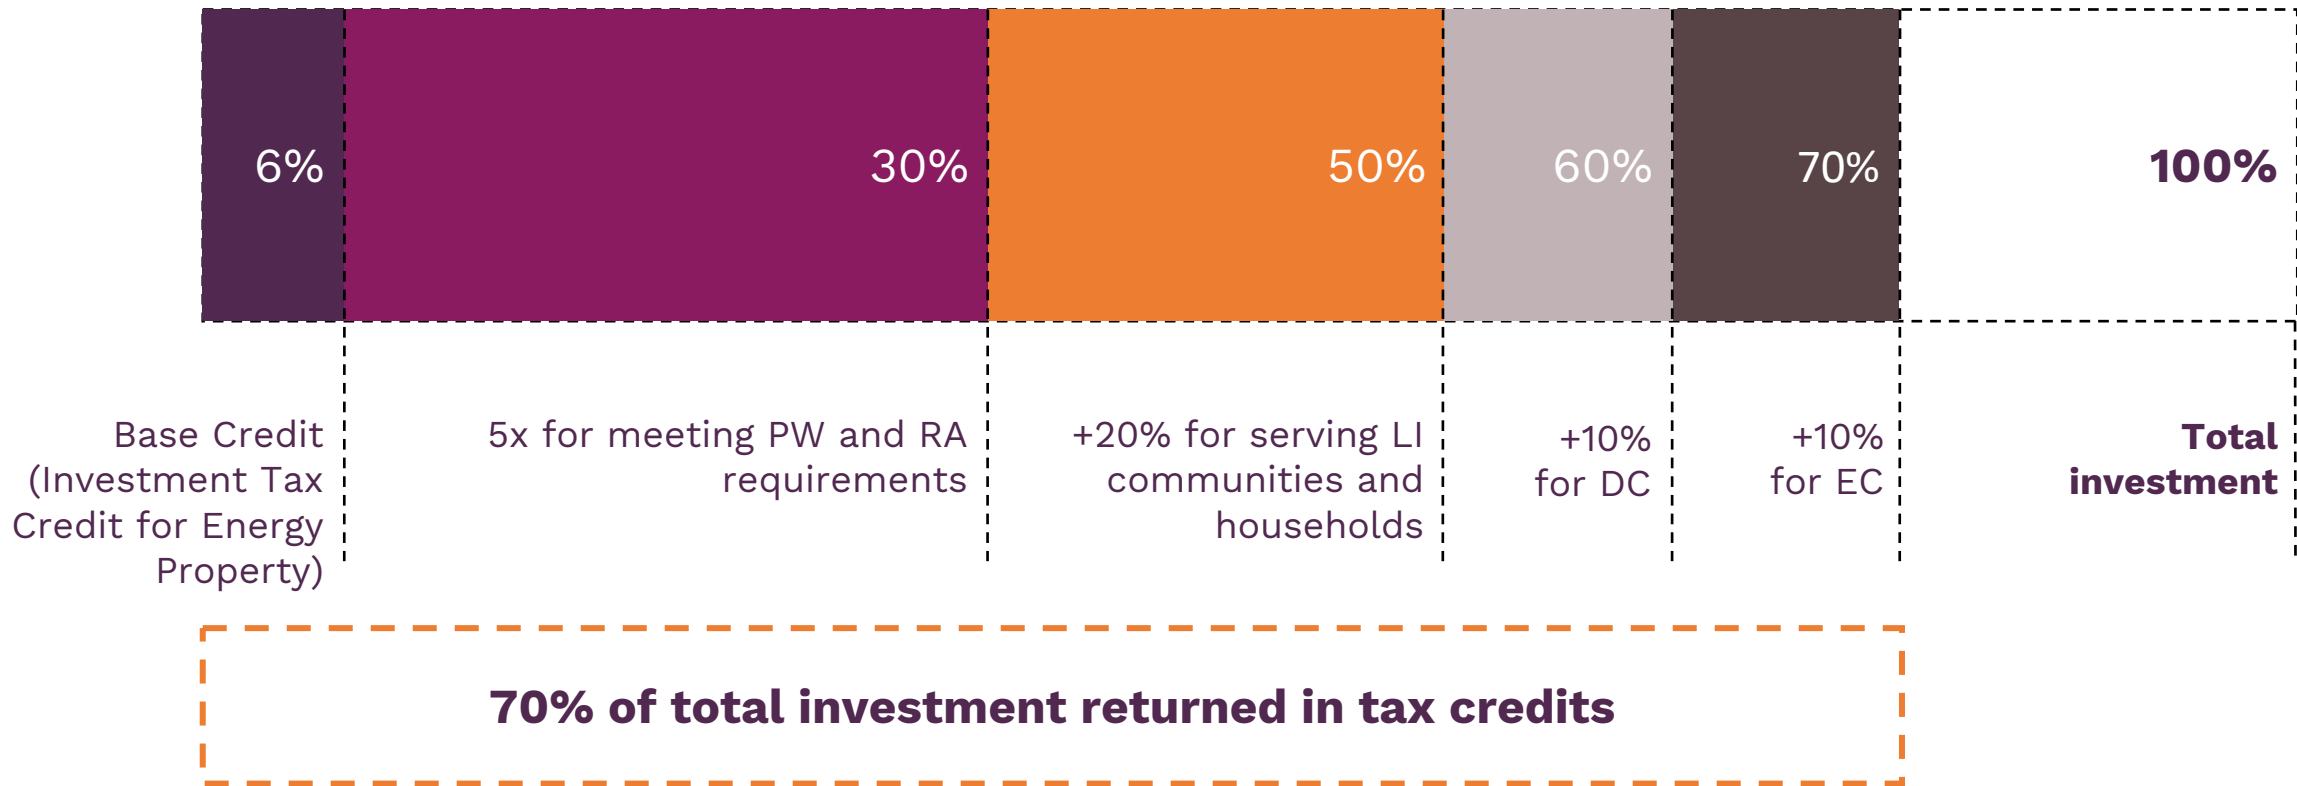 6%
30%
50%
60%
70%
100%
Base Credit
(Investment Tax
Credit for Energy
Property)
5x for meeting PW and RA
requirements
+20% for serving LI
communities and
households
+10%
for DC
+10%
for EC
Total
investment
70% of total investment returned in tax credits